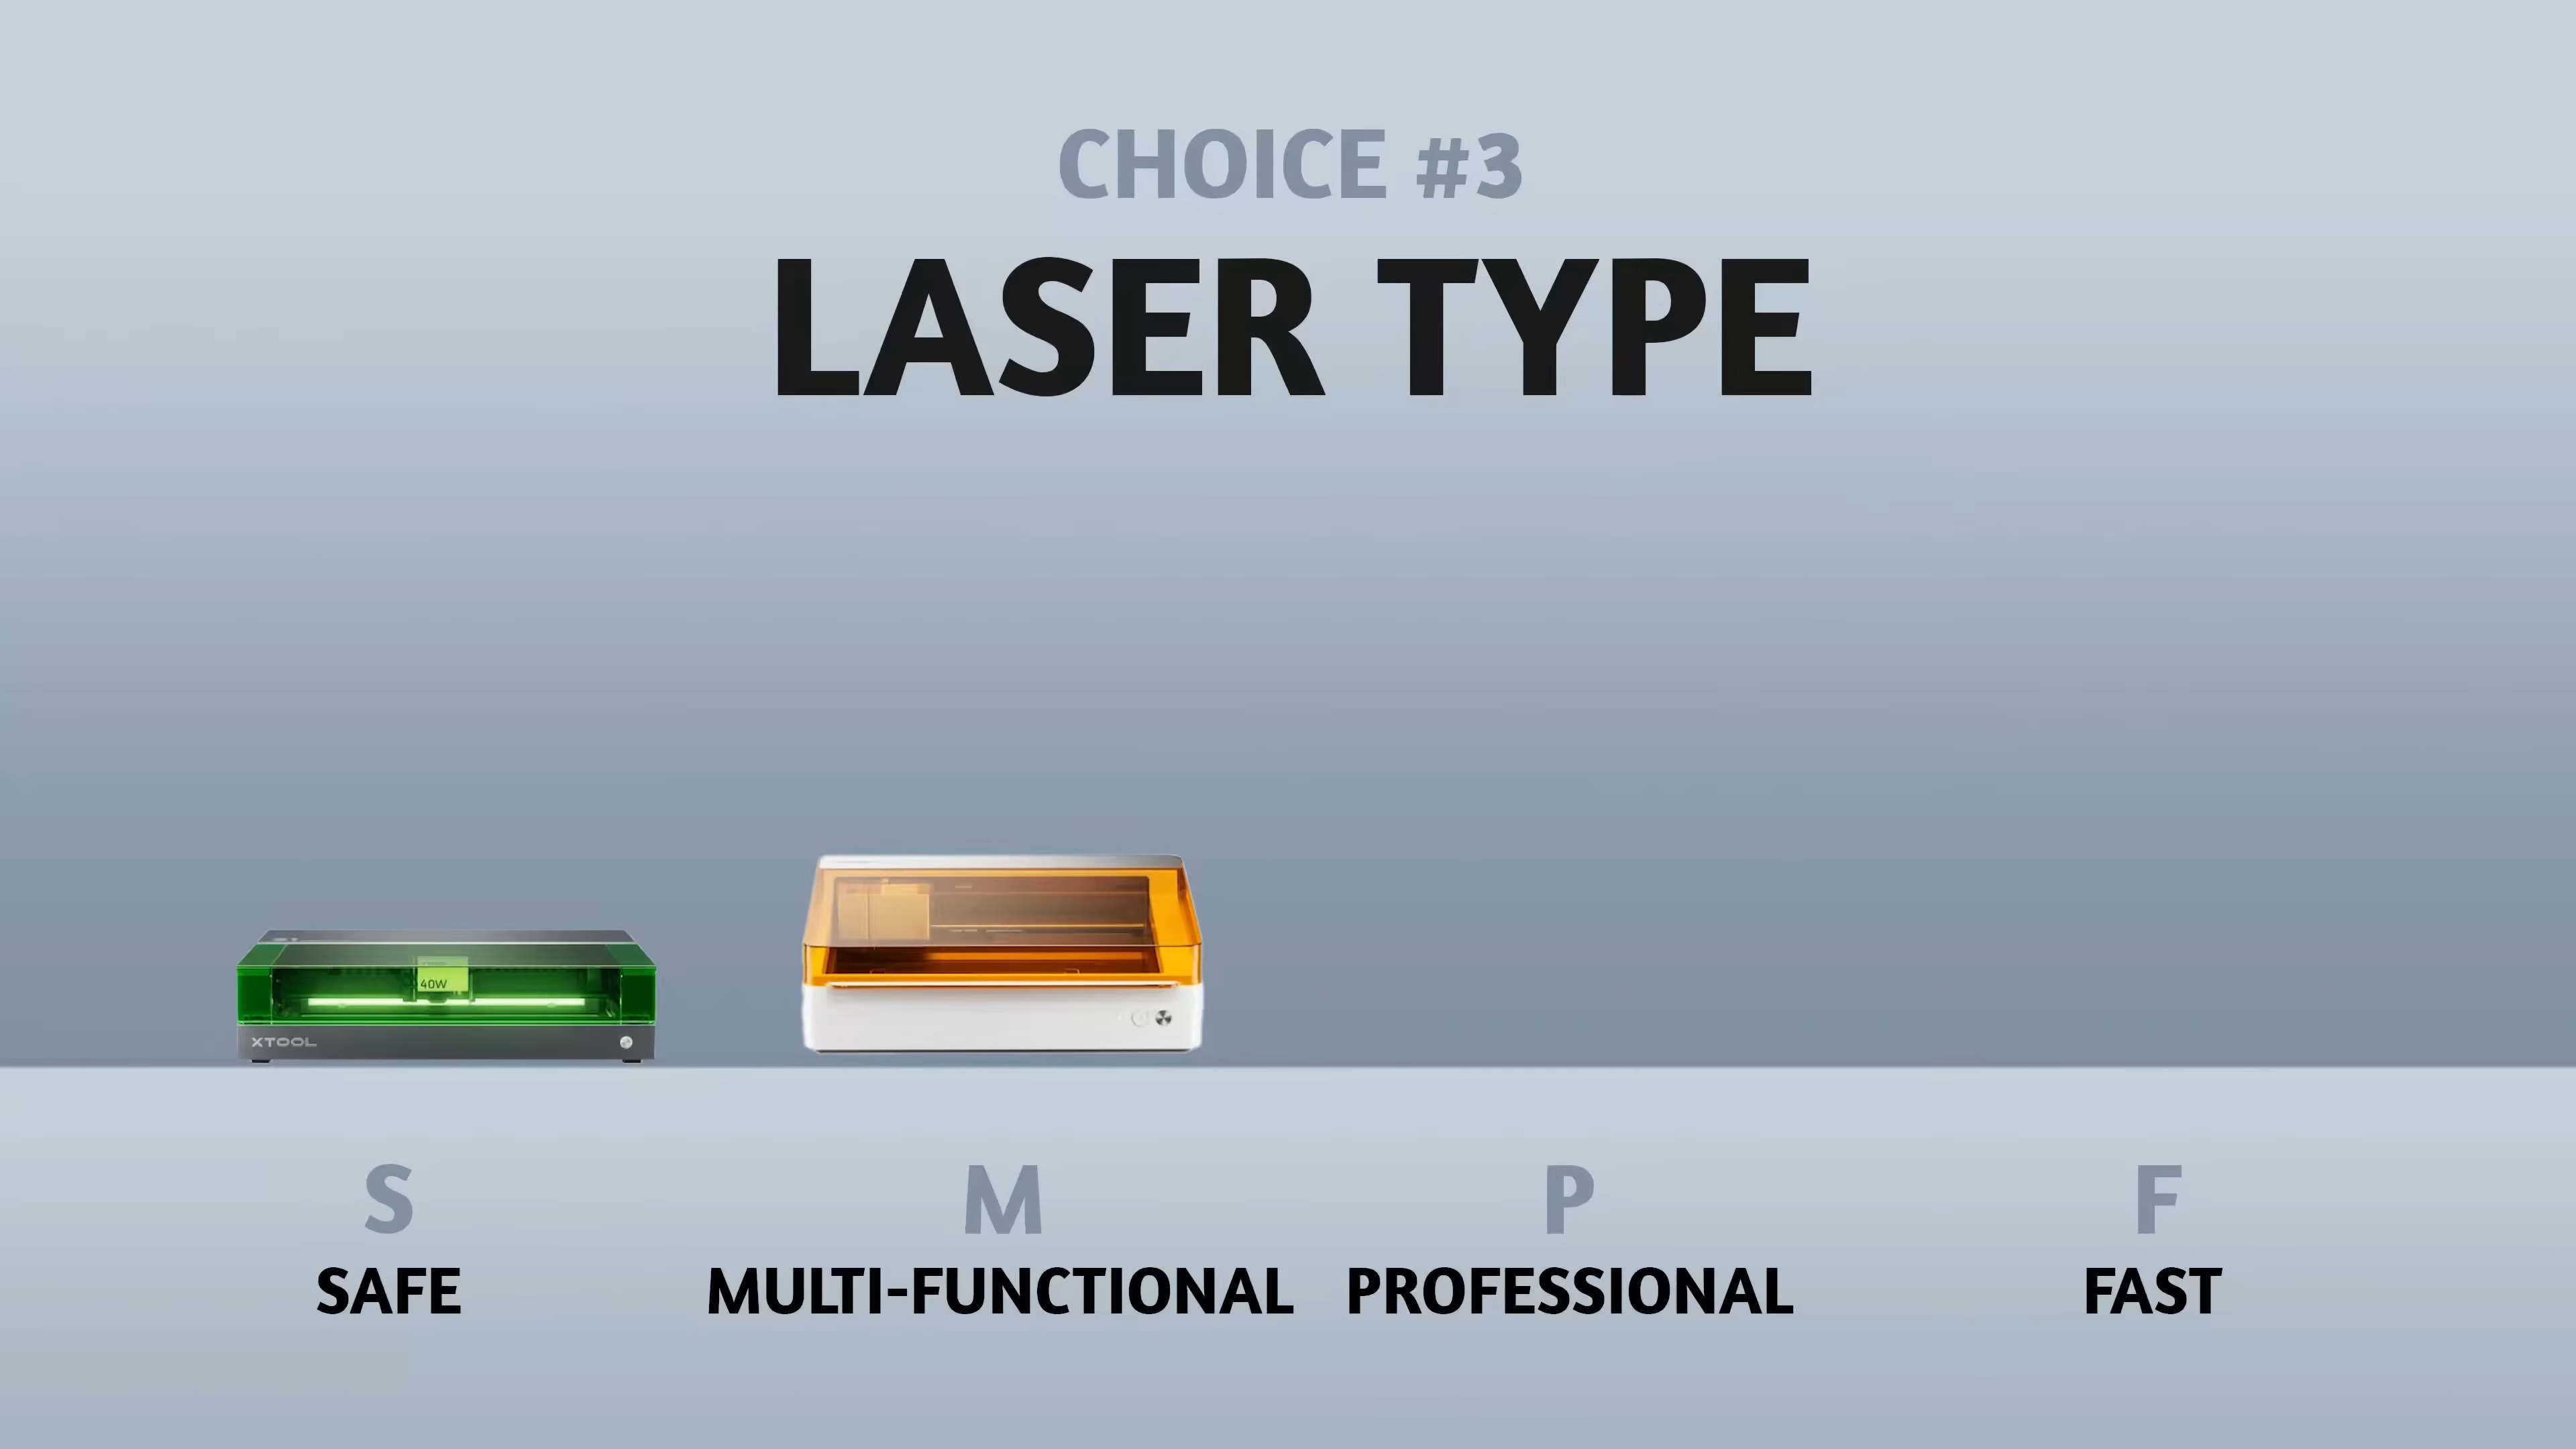 CHOICE #3
LASER TYPE
40W
XTOOL
S
SAFE
M
MULTI-FUNCTIONAL
P
PROFESSIONAL
F
FAST